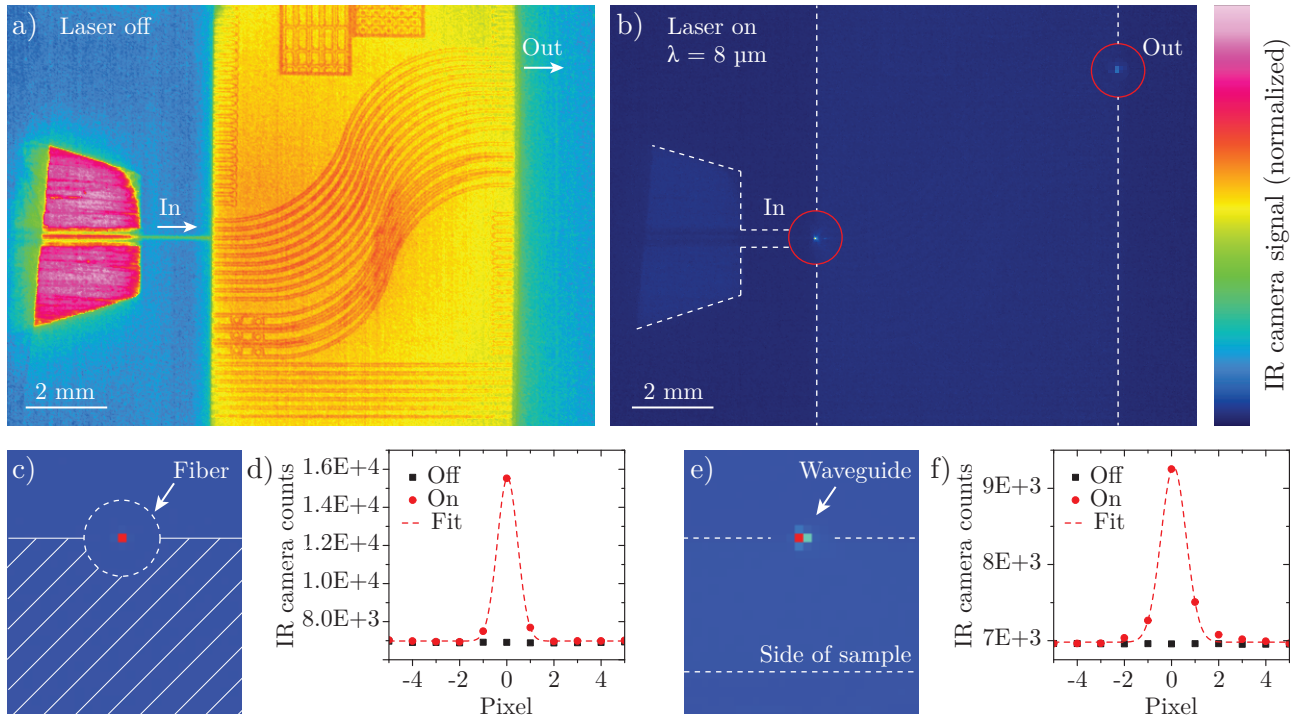 a) Laser off
Out
In
2 mm
b) Laser on
λ = 8 µm
Out
In
2 mm
IR camera signal (normalized)
c)
Fiber
d)
IR camera counts
1.6E+4
1.4E+4
1.2E+4
1.0E+4
8.0E+3
Off
On
Fit
-4 -2 0 2 4
Pixel
e)
Waveguide
Side of sample
f)
IR camera counts
9E+3
8E+3
7E+3
Off
On
Fit
-4 -2 0 2 4
Pixel